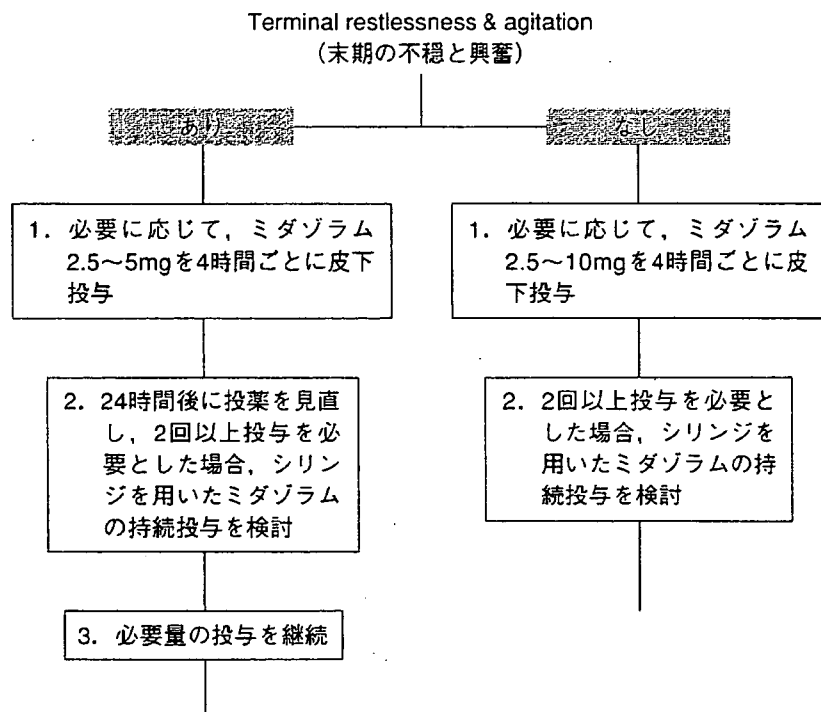 Terminal restlessness & agitation
(末期の不穏と興奮)
あり
なし
1. 必要に応じて，ミダゾラム
2.5〜5mgを4時間ごとに皮下
投与
1. 必要に応じて，ミダゾラム
2.5〜10mgを4時間ごとに皮
下投与
2. 24時間後に投薬を見直
し，2回以上投与を必
要とした場合，シリン
ジを用いたミダゾラム
の持続投与を検討
2. 2回以上投与を必要と
した場合，シリンジを
用いたミダゾラムの持
続投与を検討
3. 必要量の投与を継続